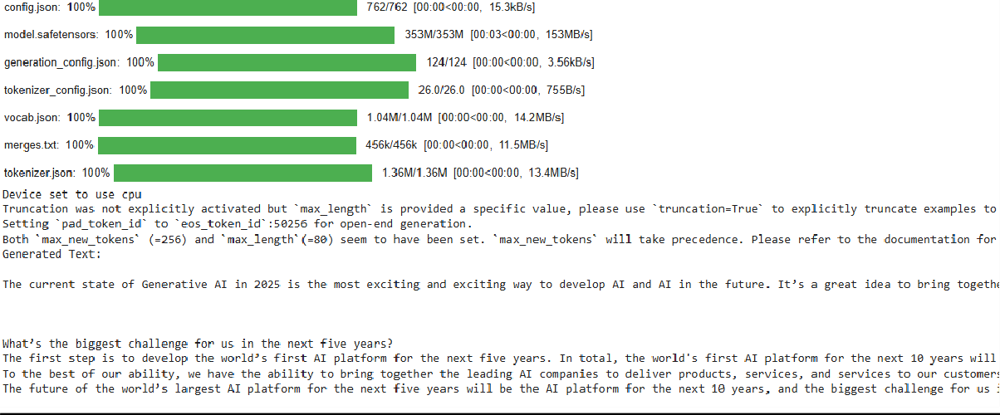 config.json: 100% 762/762 [00:00<00:00, 15.3kB/s]
model.safetensors: 100% 353M/353M [00:03<00:00, 153MB/s]
generation_config.json: 100% 124/124 [00:00<00:00, 3.56kB/s]
tokenizer_config.json: 100% 26.0/26.0 [00:00<00:00, 755B/s]
vocab.json: 100% 1.04M/1.04M [00:00<00:00, 14.2MB/s]
merges.txt: 100% 456k/456k [00:00<00:00, 11.5MB/s]
tokenizer.json: 100% 1.36M/1.36M [00:00<00:00, 13.4MB/s]
Device set to use cpu
Truncation was not explicitly activated but `max_length` is provided a specific value, please use `truncation=True` to explicitly truncate examples to
Setting `pad_token_id` to `eos_token_id`:50256 for open-end generation.
Both `max_new_tokens` (=256) and `max_length`(=80) seem to have been set. `max_new_tokens` will take precedence. Please refer to the documentation for
Generated Text:
The current state of Generative AI in 2025 is the most exciting and exciting way to develop AI and AI in the future. It’s a great idea to bring togethe
What’s the biggest challenge for us in the next five years?
The first step is to develop the world’s first AI platform for the next five years. In total, the world's first AI platform for the next 10 years will
To the best of our ability, we have the ability to bring together the leading AI companies to deliver products, services, and services to our customers
The future of the world’s largest AI platform for the next five years will be the AI platform for the next 10 years, and the biggest challenge for us i